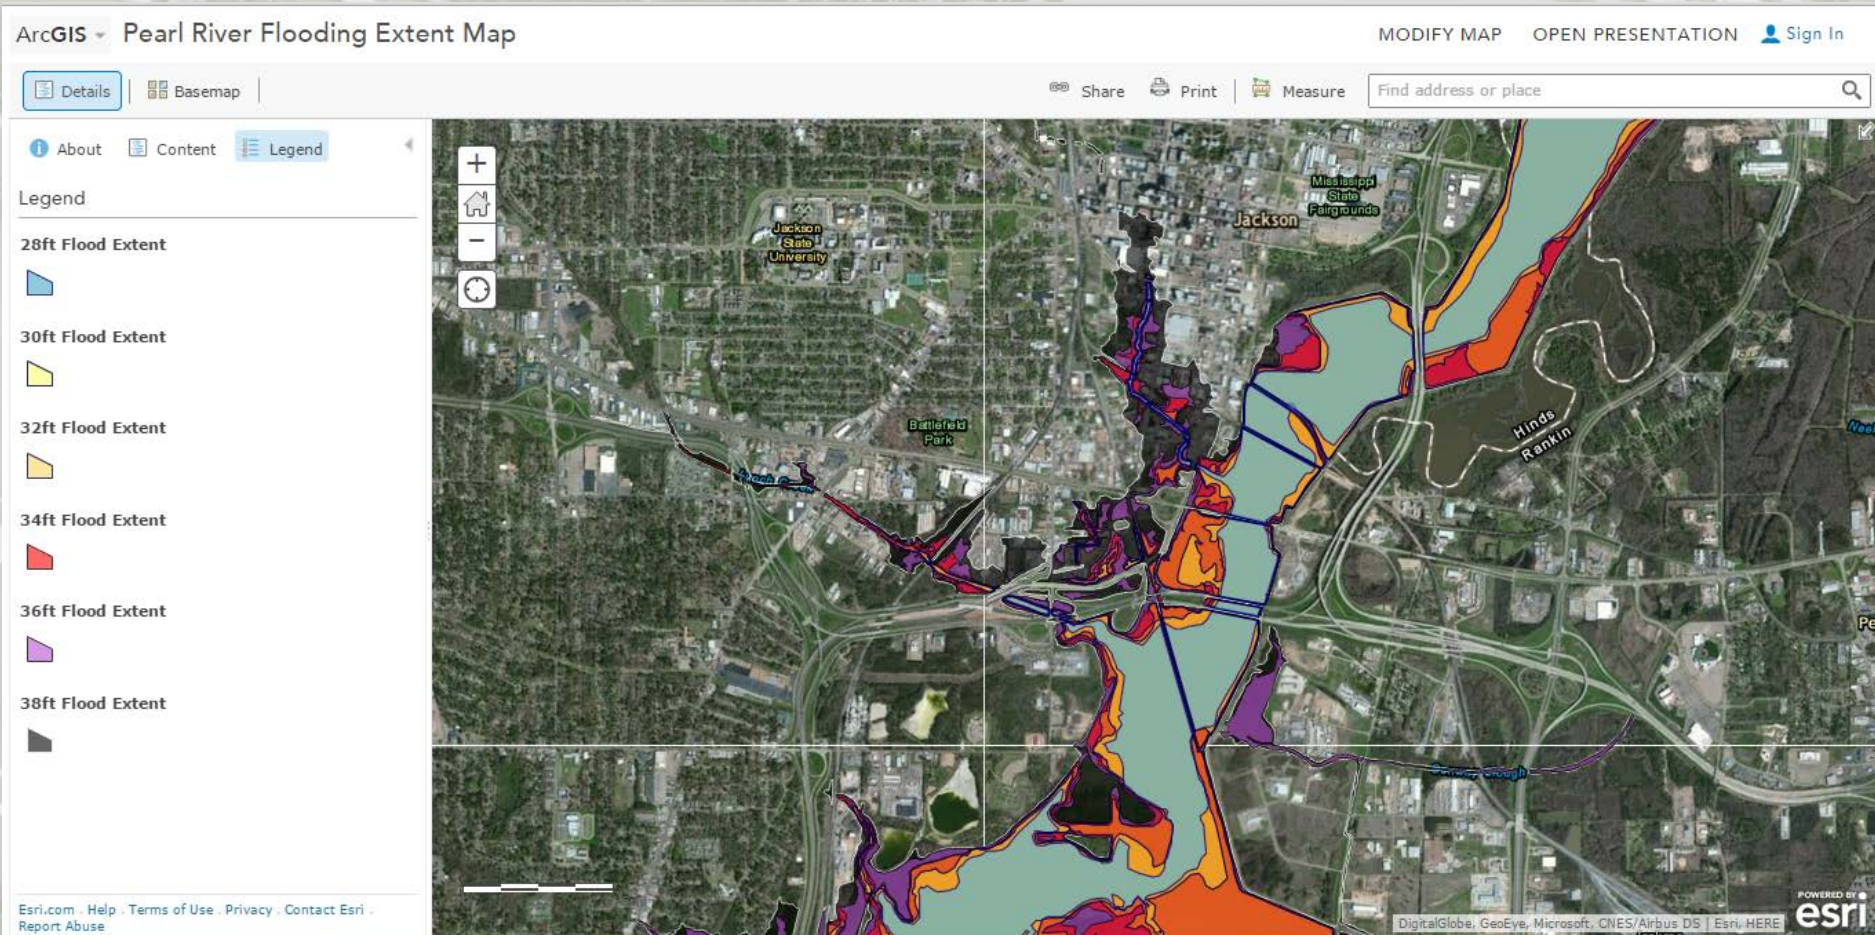 ArcGIS Pearl River Flooding Extent Map
MODIFY MAP OPEN PRESENTATION Sign In
Details Basemap
Share Print Measure Find address or place
About Content Legend
Legend
28ft Flood Extent
30ft Flood Extent
32ft Flood Extent
34ft Flood Extent
36ft Flood Extent
38ft Flood Extent
Esri.com . Help . Terms of Use . Privacy . Contact Esri .
Report Abuse
+
−
Jackson
State
University
Mississippi
State
Fairgrounds
Jackson
Battlefield
Park
Hinds
Rankin
POWERED BY
esri
DigitalGlobe, GeoEye, Microsoft, CNES/Airbus DS | Esri, HERE